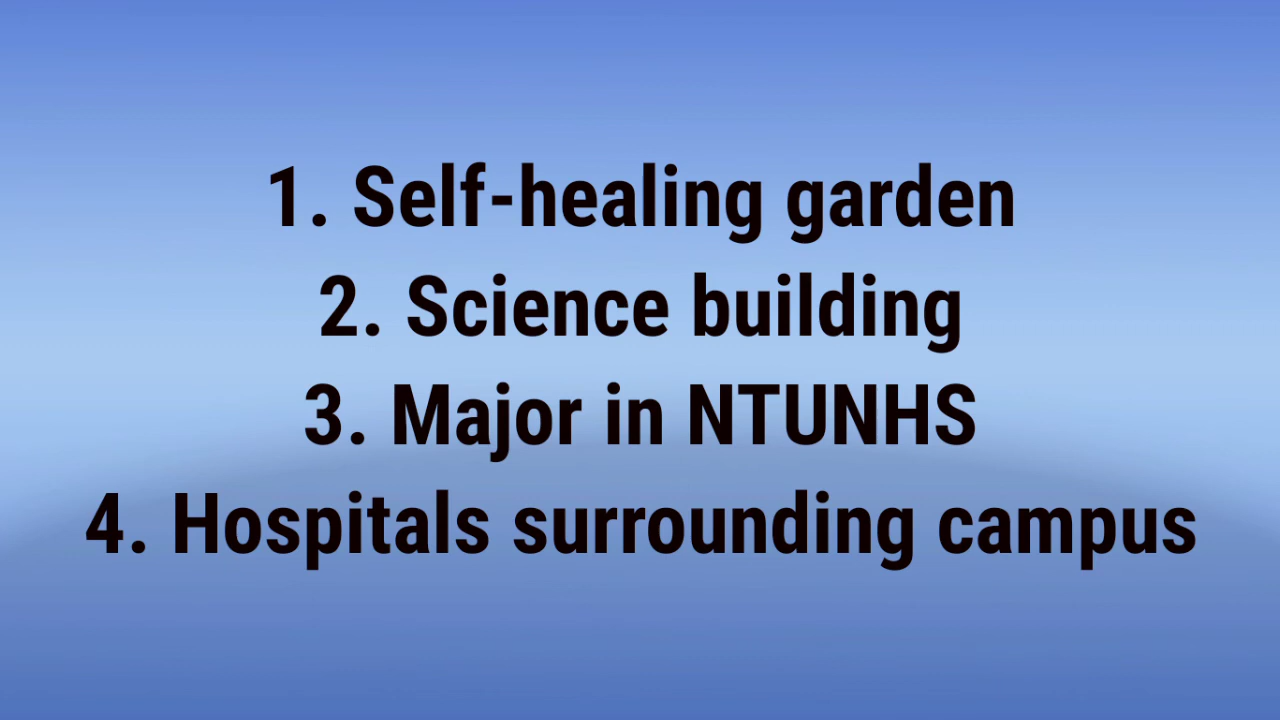 1. Self-healing garden
2. Science building
3. Major in NTUNHS
4. Hospitals surrounding campus